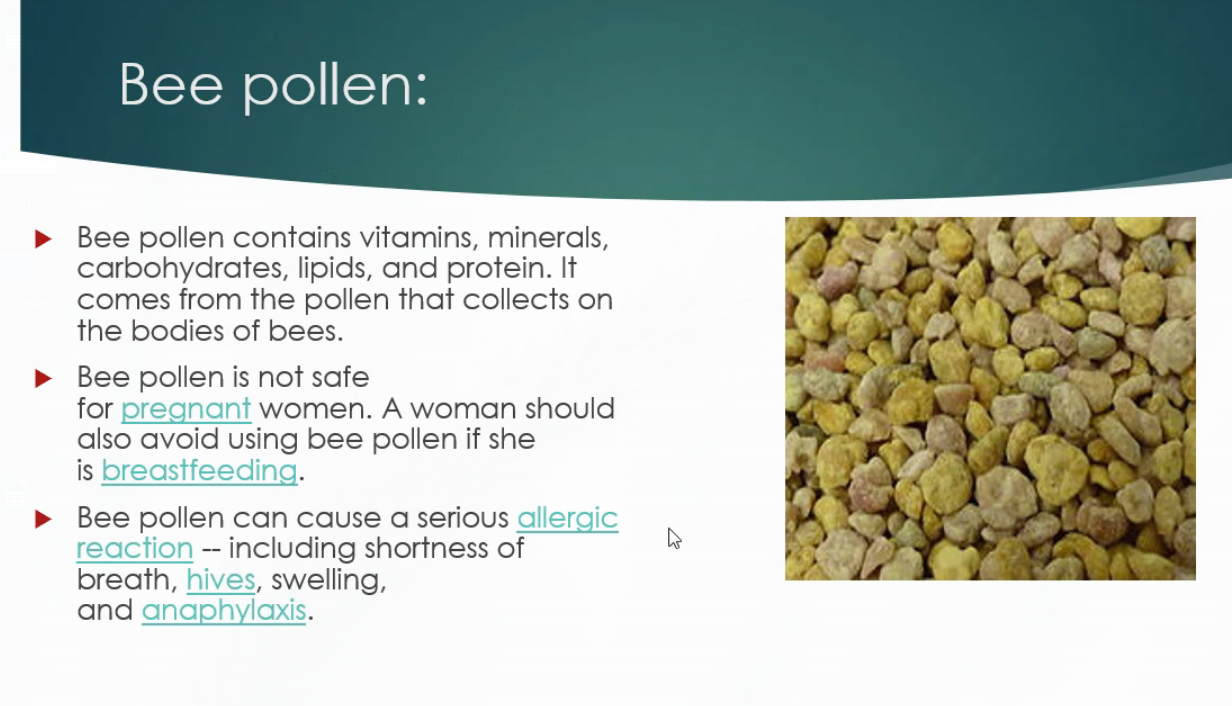 Bee pollen:
Bee pollen contains vitamins, minerals,
carbohydrates, lipids, and protein. It
comes from the pollen that collects on
the bodies of bees.
Bee pollen is not safe
for pregnant women. A woman should
also avoid using bee pollen if she
is breastfeeding.
Bee pollen can cause a serious allergic
reaction -- including shortness of
breath, hives, swelling,
and anaphylaxis.